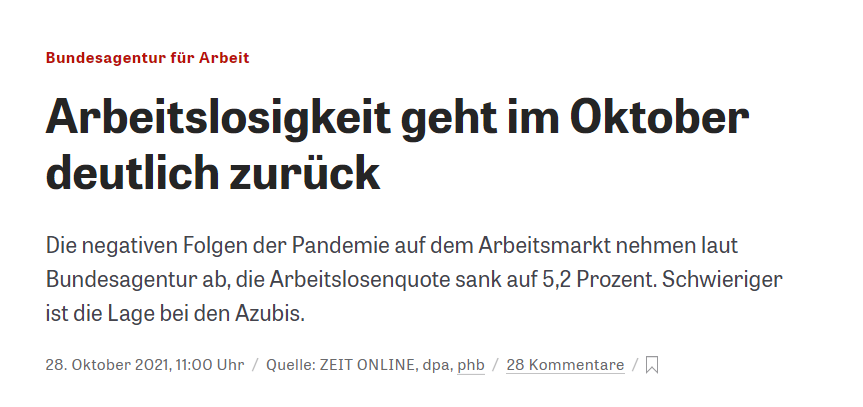 Bundesagentur für Arbeit
Arbeitslosigkeit geht im Oktober
deutlich zurück
Die negativen Folgen der Pandemie auf dem Arbeitsmarkt nehmen laut
Bundesagentur ab, die Arbeitslosenquote sank auf 5,2 Prozent. Schwieriger
ist die Lage bei den Azubis.
28. Oktober 2021, 11:00 Uhr / Quelle: ZEIT ONLINE, dpa, phb / 28 Kommentare /